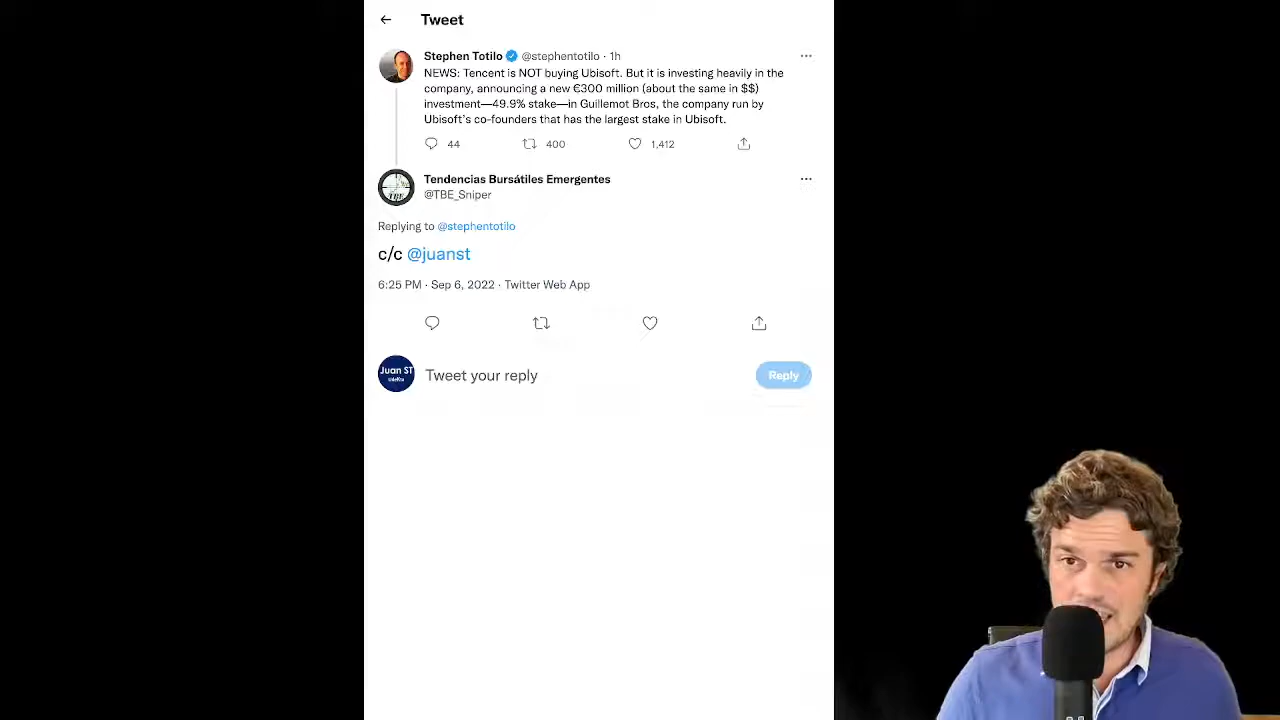 Tweet
Stephen Totilo @stephentotilo · 1h
NEWS: Tencent is NOT buying Ubisoft. But it is investing heavily in the
company, announcing a new €300 million (about the same in $$)
investment—49.9% stake—in Guillemot Bros, the company run by
Ubisoft's co-founders that has the largest stake in Ubisoft.
44 400 1,412
Tendencias Bursátiles Emergentes
@TBE_Sniper
TBE
Replying to @stephentotilo
c/c @juanst
6:25 PM · Sep 6, 2022 · Twitter Web App
Juan ST
Tweet your reply
Reply